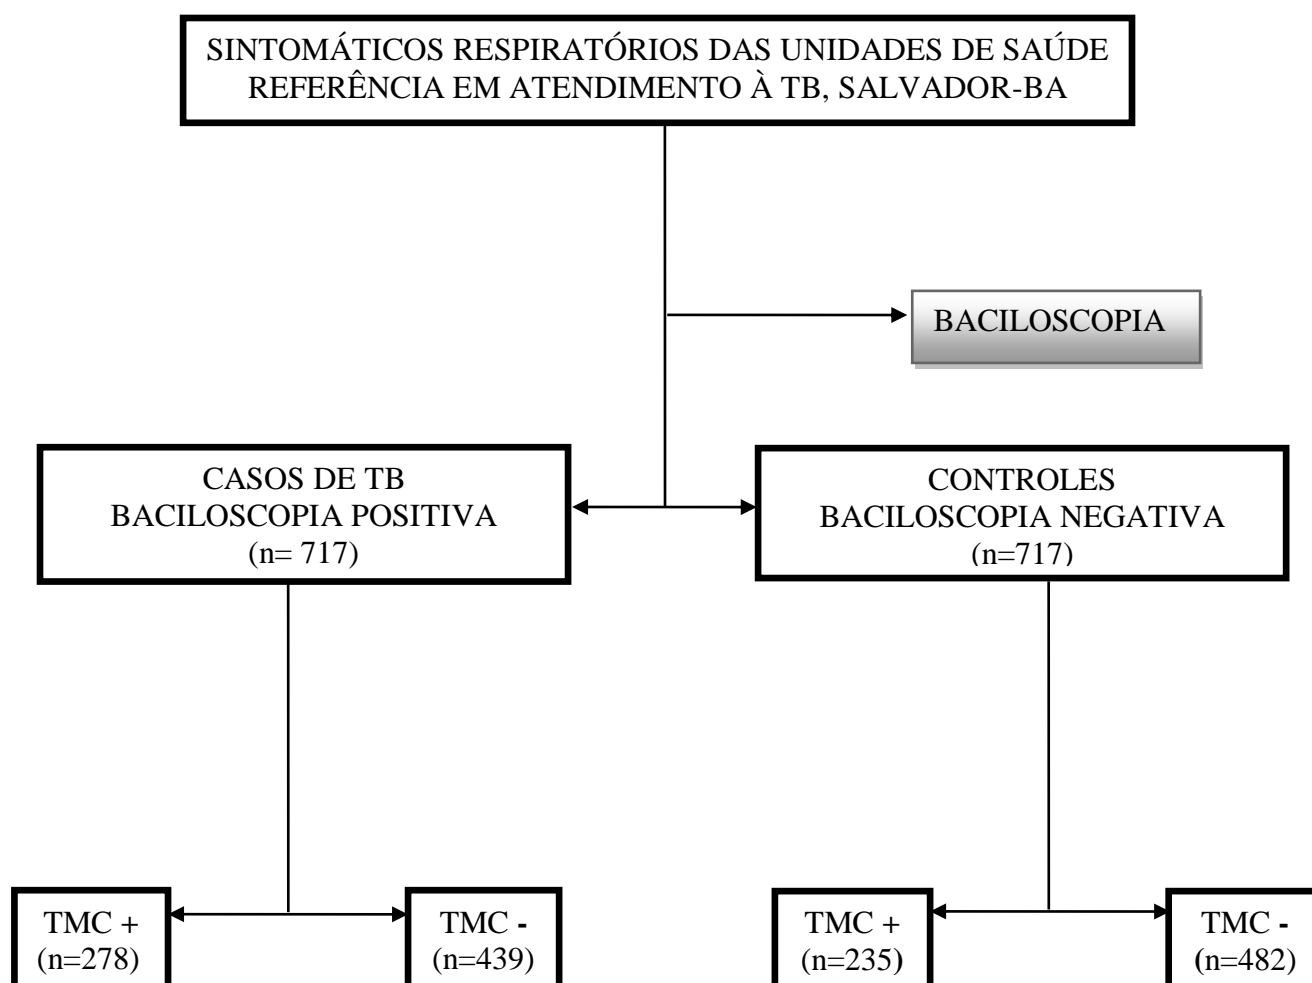 SINTOMÁTICOS RESPIRATÓRIOS DAS UNIDADES DE SAÚDE
REFERÊNCIA EM ATENDIMENTO À TB, SALVADOR-BA
BACILOSCOPIA
CASOS DE TB
BACILOSCOPIA POSITIVA
(n= 717)
CONTROLES
BACILOSCOPIA NEGATIVA
(n=717)
TMC +
(n=278)
TMC -
(n=439)
TMC +
(n=235)
TMC -
(n=482)